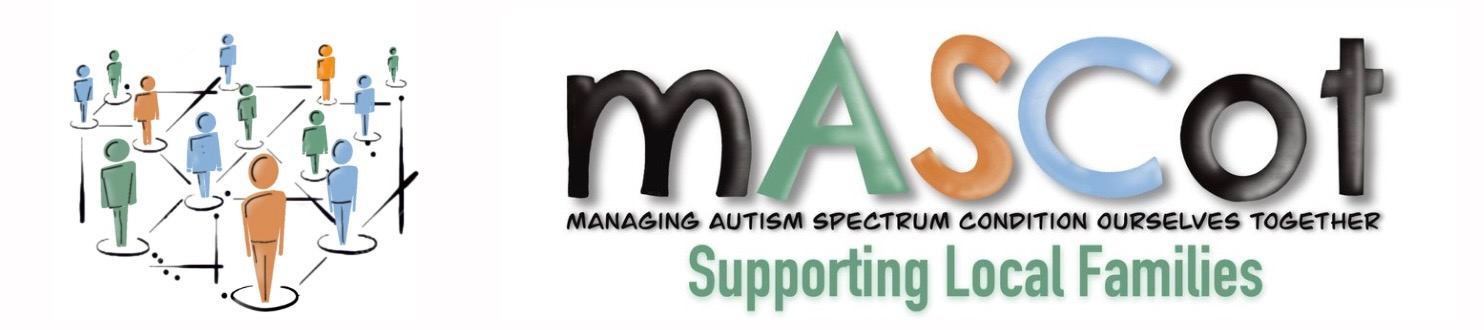 mASCot
MANAGING AUTISM SPECTRUM CONDITION OURSELVES TOGETHER
Supporting Local Families